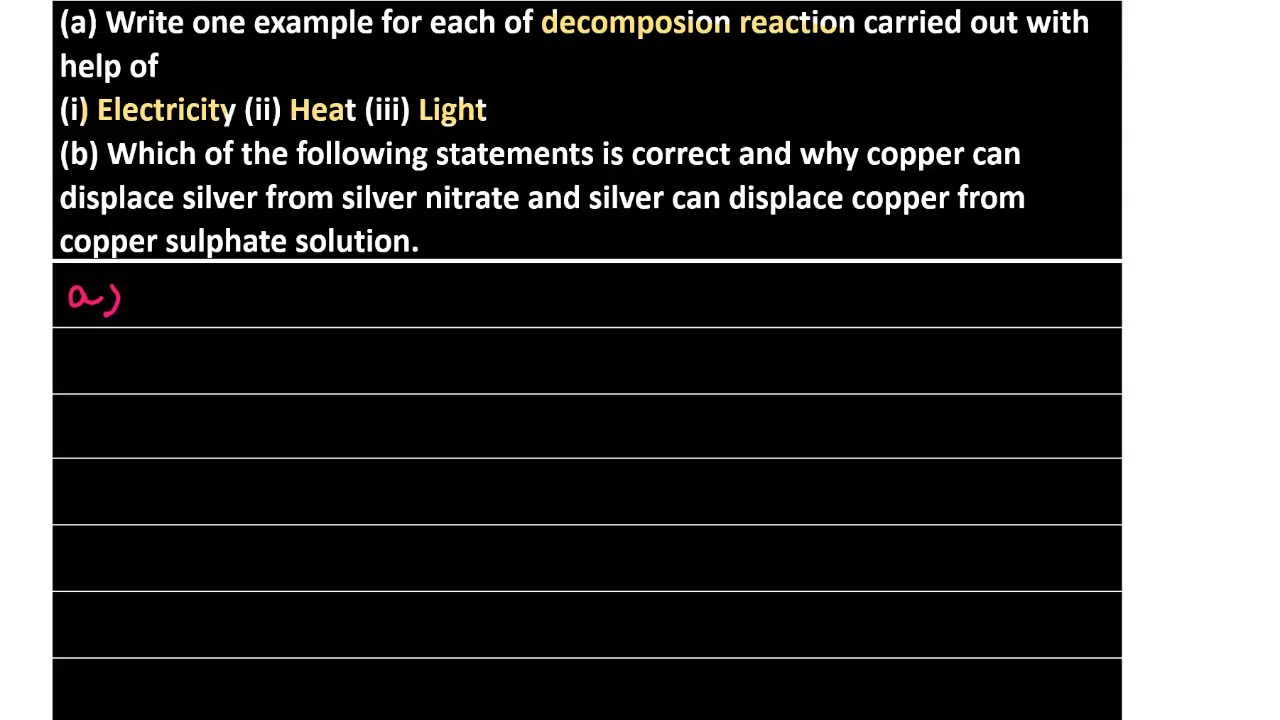 (a) Write one example for each of decomposion reaction carried out with
help of
(i) Electricity (ii) Heat (iii) Light
(b) Which of the following statements is correct and why copper can
displace silver from silver nitrate and silver can displace copper from
copper sulphate solution.
a)